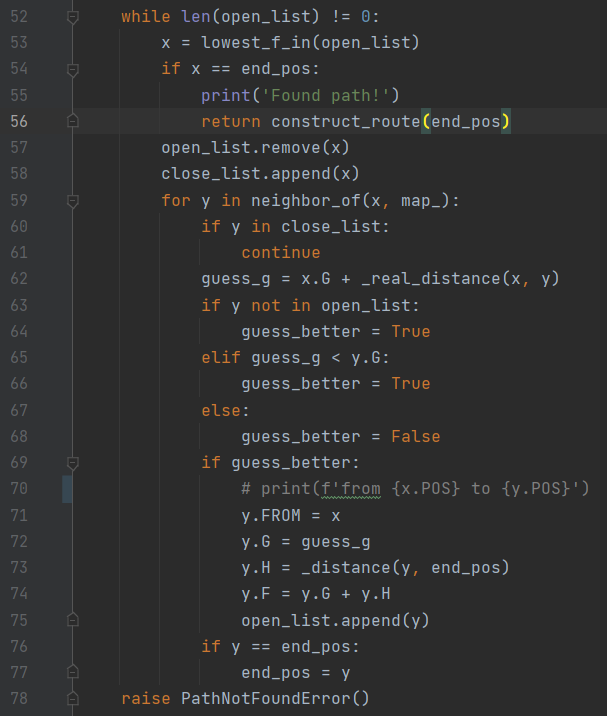 52 while len(open_list) != 0:
53 x = lowest_f_in(open_list)
54 if x == end_pos:
55 print('Found path!')
56 return construct_route(end_pos)
57 open_list.remove(x)
58 close_list.append(x)
59 for y in neighbor_of(x, map_):
60 if y in close_list:
61 continue
62 guess_g = x.G + _real_distance(x, y)
63 if y not in open_list:
64 guess_better = True
65 elif guess_g < y.G:
66 guess_better = True
67 else:
68 guess_better = False
69 if guess_better:
70 # print(f'from {x.POS} to {y.POS}')
71 y.FROM = x
72 y.G = guess_g
73 y.H = _distance(y, end_pos)
74 y.F = y.G + y.H
75 open_list.append(y)
76 if y == end_pos:
77 end_pos = y
78 raise PathNotFoundError()